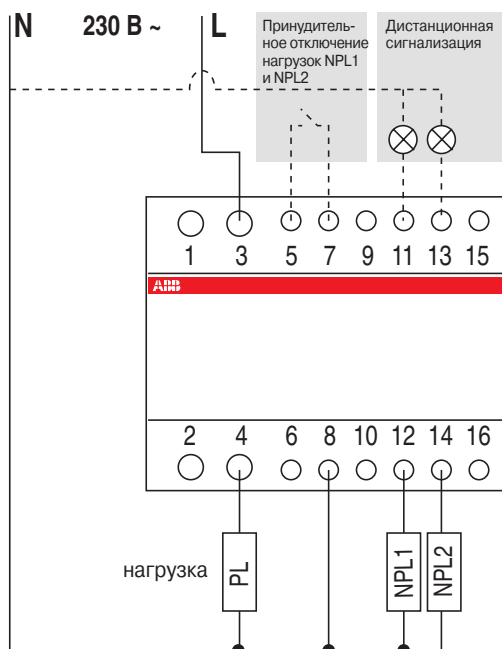 N 230 В ~ L
Принудитель-
ное отключение
нагрузок NPL1
и NPL2
Дистанционная
сигнализация
1 3 5 7 9 11 13 15
ABB
2 4 6 8 10 12 14 16
нагрузка
PL
NPL1
NPL2